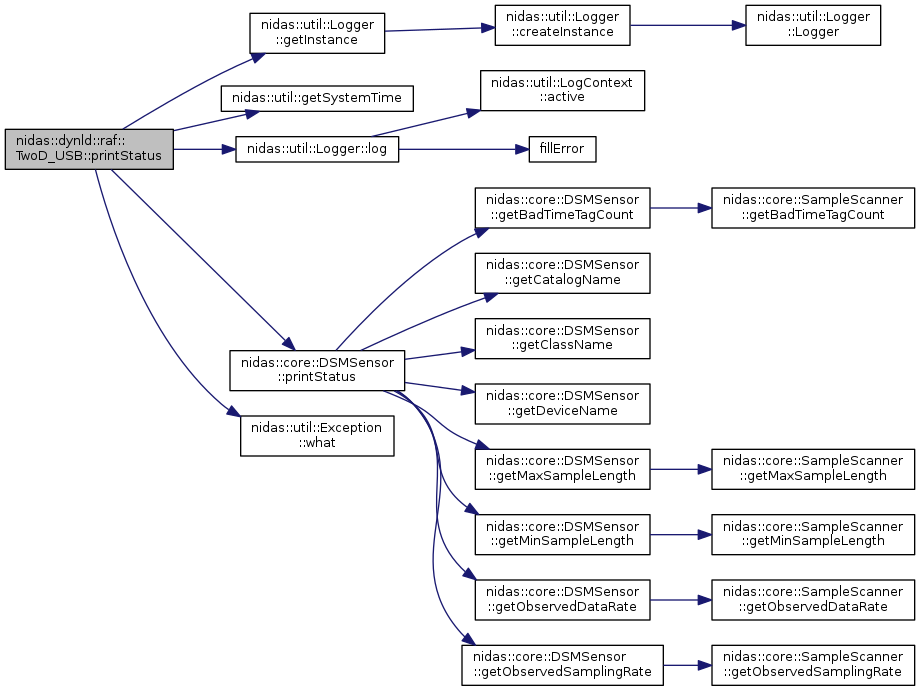 nidas::util::Logger
::getInstance
nidas::util::Logger
::createInstance
nidas::util::Logger
::Logger
nidas::util::getSystemTime
nidas::util::LogContext
::active
nidas::dynld::raf::
TwoD_USB::printStatus
nidas::util::Logger::log
fillError
nidas::core::DSMSensor
::getBadTimeTagCount
nidas::core::SampleScanner
::getBadTimeTagCount
nidas::core::DSMSensor
::getCatalogName
nidas::core::DSMSensor
::getClassName
nidas::core::DSMSensor
::printStatus
nidas::core::DSMSensor
::getDeviceName
nidas::util::Exception
::what
nidas::core::DSMSensor
::getMaxSampleLength
nidas::core::SampleScanner
::getMaxSampleLength
nidas::core::DSMSensor
::getMinSampleLength
nidas::core::SampleScanner
::getMinSampleLength
nidas::core::DSMSensor
::getObservedDataRate
nidas::core::SampleScanner
::getObservedDataRate
nidas::core::DSMSensor
::getObservedSamplingRate
nidas::core::SampleScanner
::getObservedSamplingRate